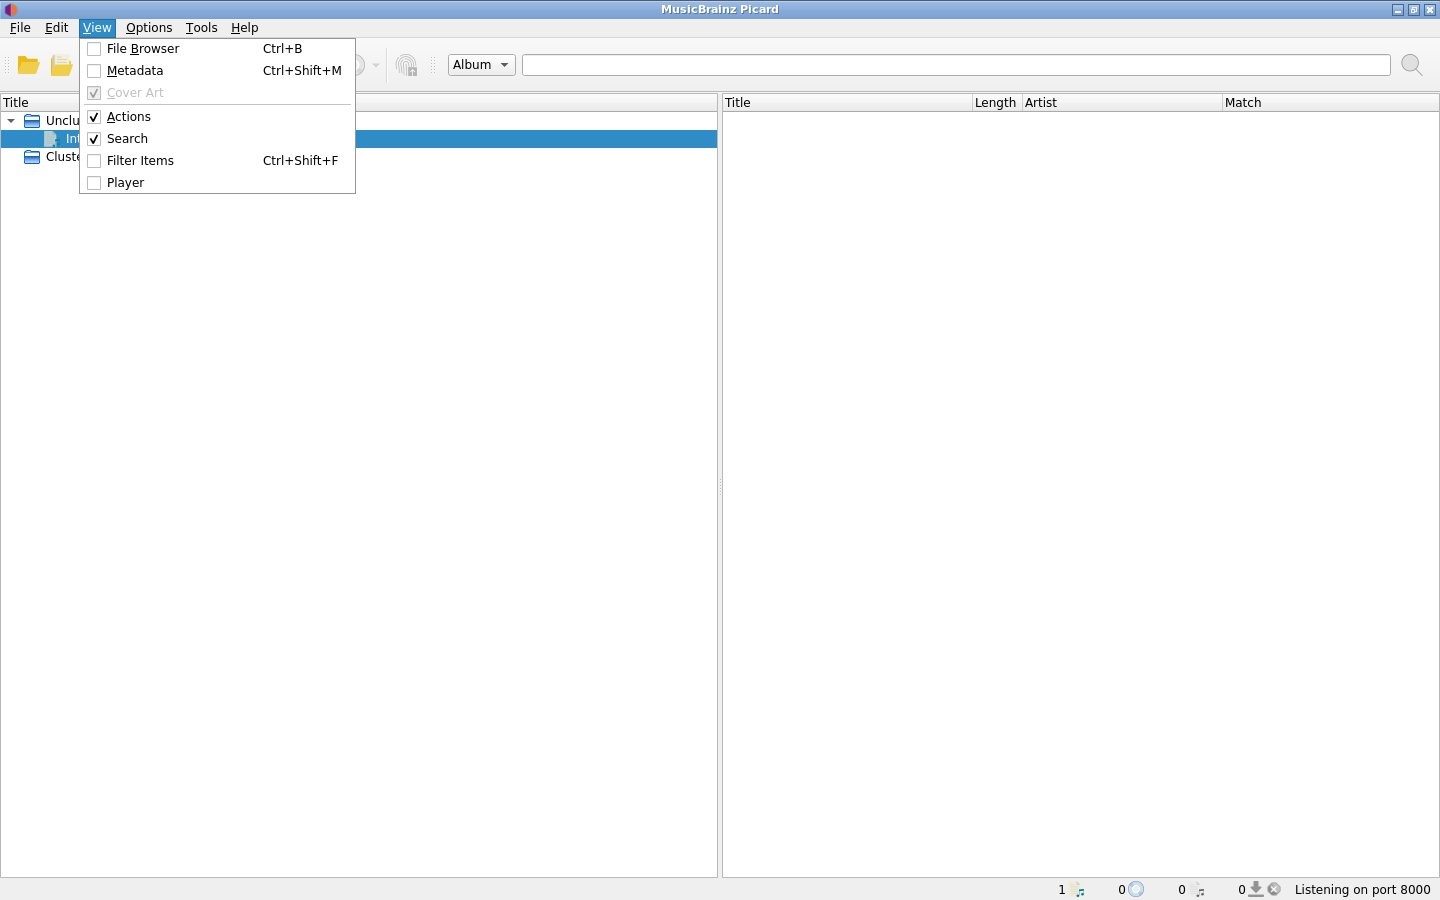 MusicBrainz Picard
File Edit View Options Tools Help
File Browser Ctrl+B
Metadata Ctrl+Shift+M
Cover Art
Actions
Search
Filter Items Ctrl+Shift+F
Player
Album
Title
Unclu
Int
Cluste
Title Length Artist Match
1 0 0 0 Listening on port 8000